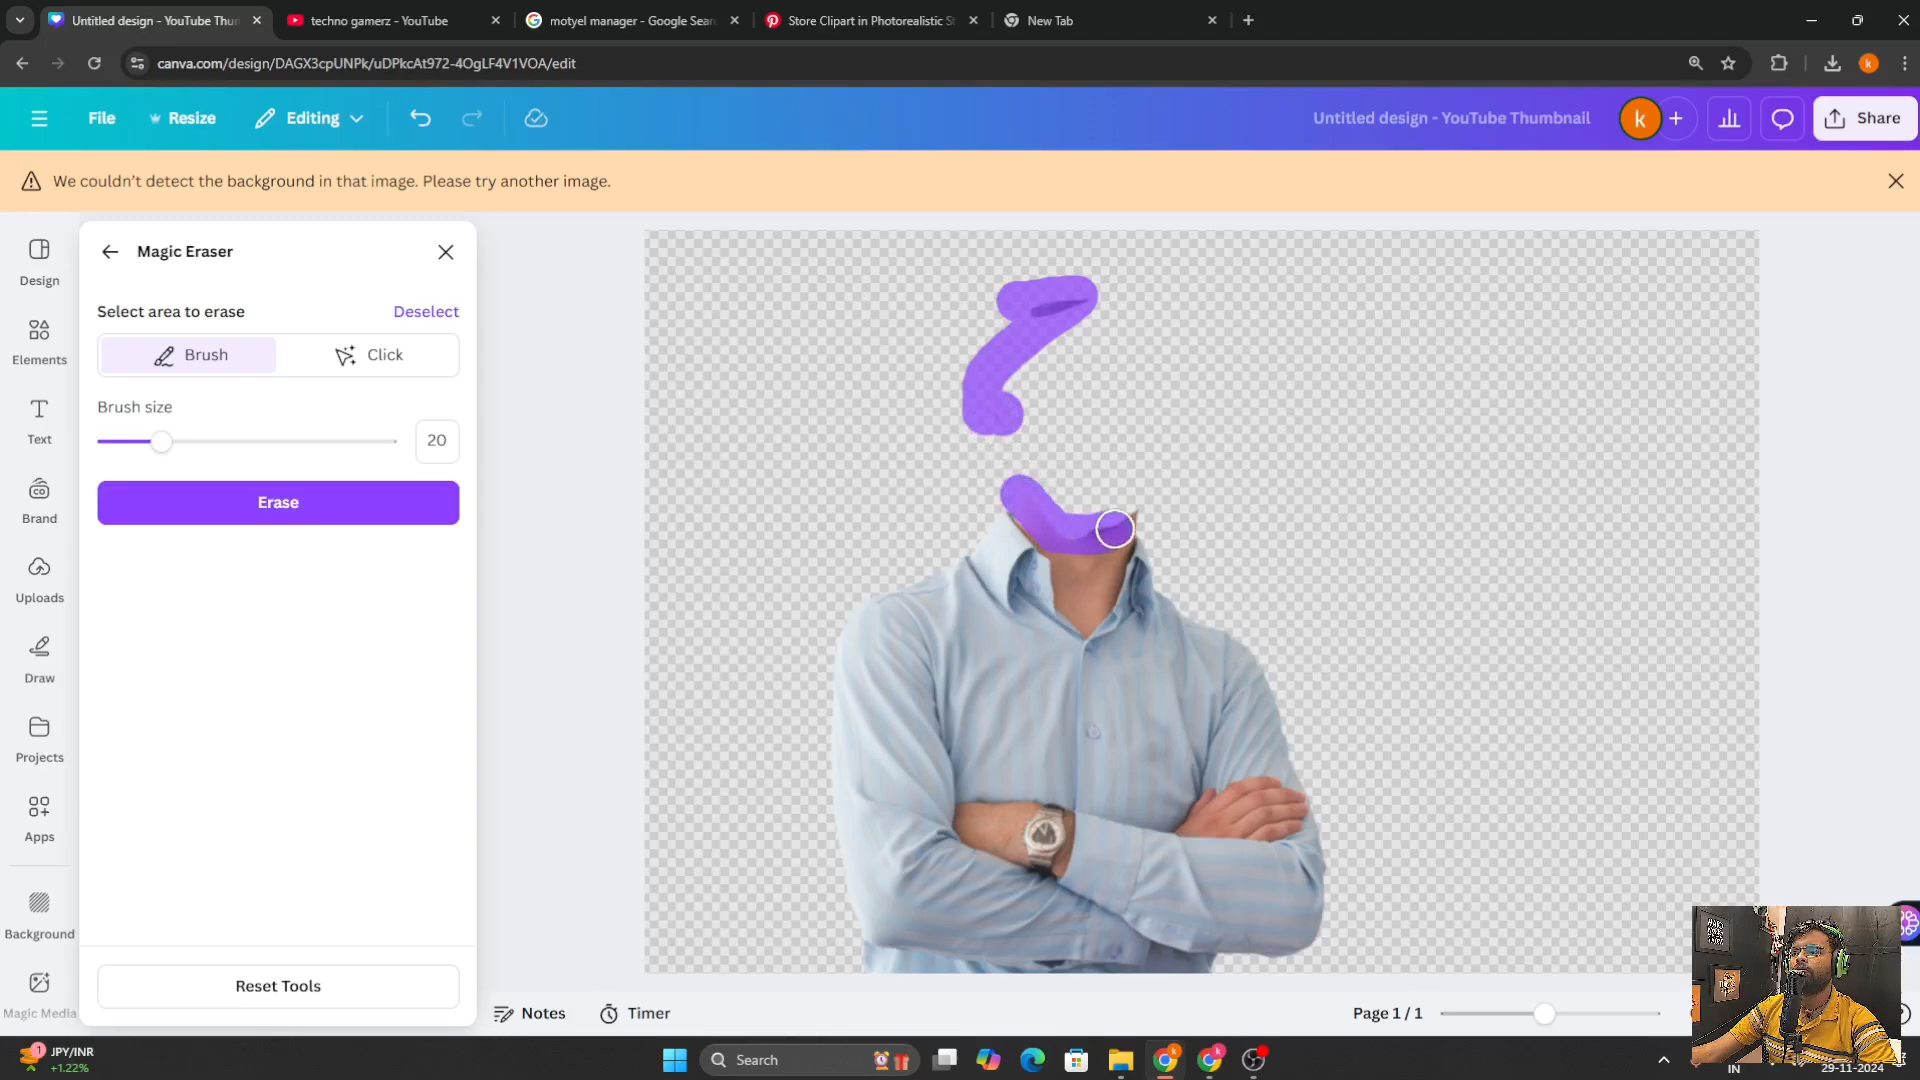 Untitled design - YouTube Thun
techno gamerz - YouTube
motyel manager - Google Sear
Store Clipart in Photorealistic St
New Tab
canva.com/design/DAGX3cpUNPk/uDPkcAt972-4OgLF4V1VOA/edit
k
File
Resize
Editing
Untitled design - YouTube Thumbnail
k
Share
We couldn't detect the background in that image. Please try another image.
Design
Elements
Text
Brand
Uploads
Draw
Projects
Apps
Background
Magic Media
Magic Eraser
Select area to erase
Deselect
Brush
Click
Brush size
20
Erase
Reset Tools
Notes
Timer
Page 1 / 1
1
JPY/INR
+1.22%
Search
IN
29-11-2024